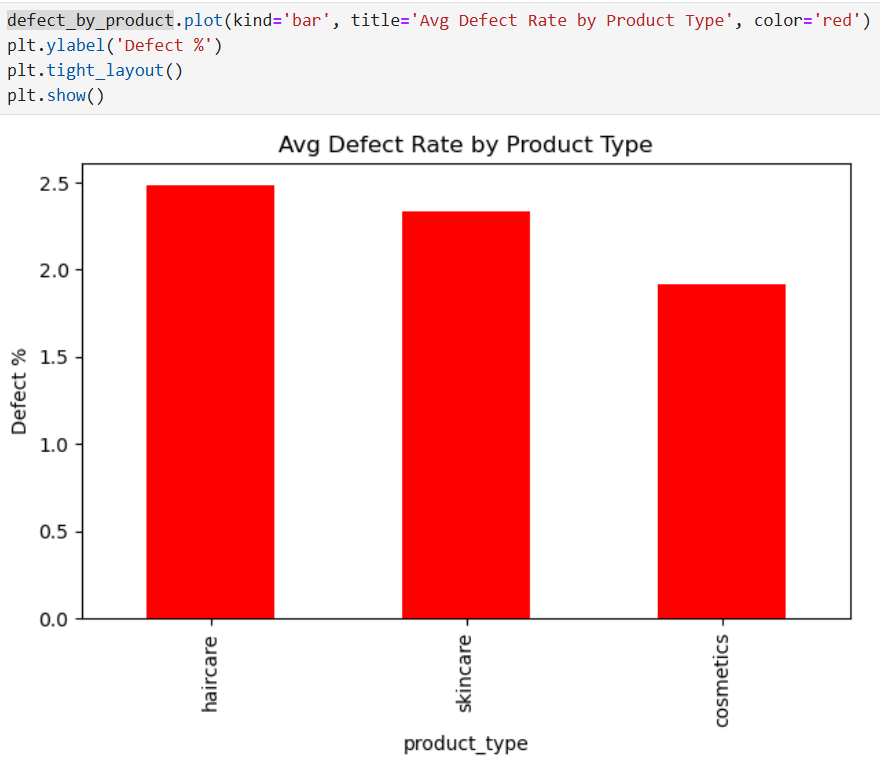 defect_by_product.plot(kind='bar', title='Avg Defect Rate by Product Type', color='red')
plt.ylabel('Defect %')
plt.tight_layout()
plt.show()
Avg Defect Rate by Product Type
Defect %
2.5
2.0
1.5
1.0
0.5
0.0
haircare
skincare
cosmetics
product_type